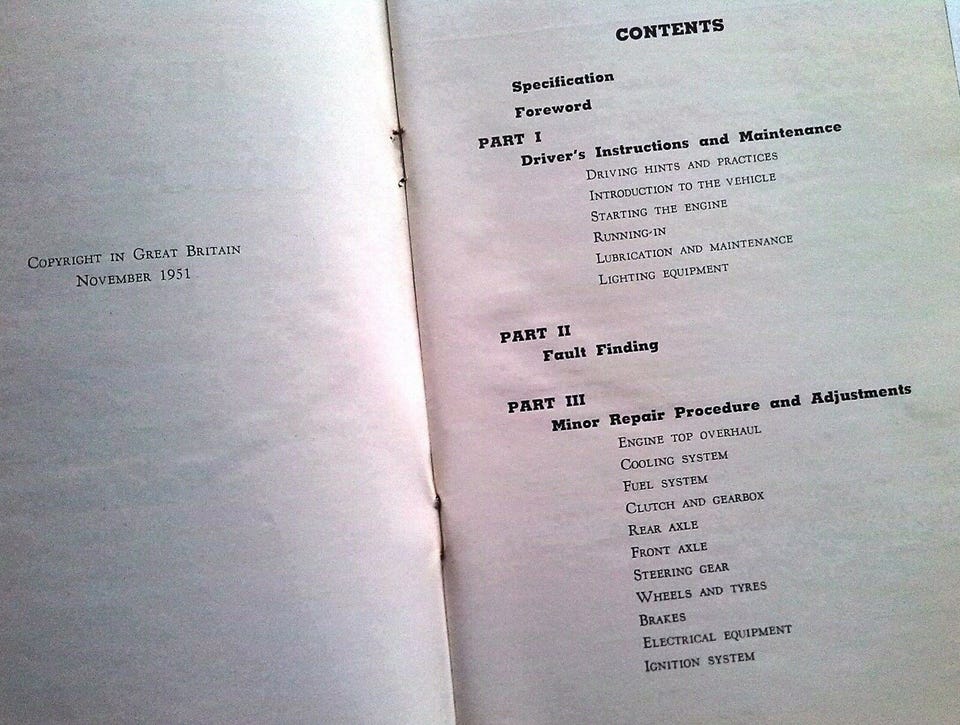 Copyright in Great Britain
November 1951
CONTENTS
Specification
Foreword
PART I
Driver's Instructions and Maintenance
Driving hints and practices
Introduction to the vehicle
Starting the engine
Running-in
Lubrication and maintenance
Lighting equipment
PART II
Fault Finding
PART III
Minor Repair Procedure and Adjustments
Engine top overhaul
Cooling system
Fuel system
Clutch and gearbox
Rear axle
Front axle
Steering gear
Wheels and tyres
Brakes
Electrical equipment
Ignition system